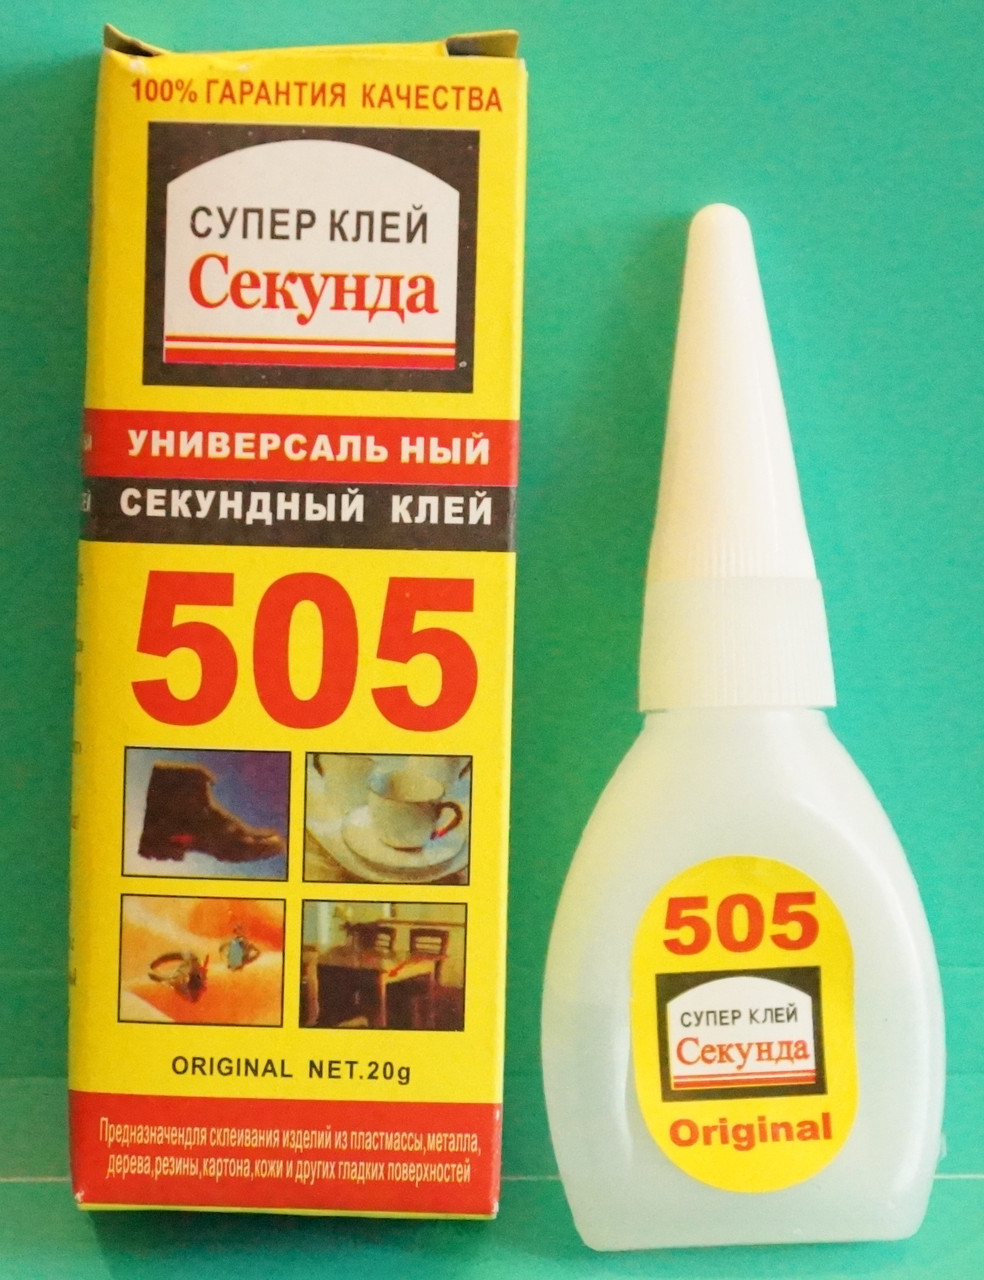 100% ГАРАНТИЯ КАЧЕСТВА
СУПЕР КЛЕЙ
Секунда
УНИВЕРСАЛЬ НЫЙ
СЕКУНДНЫЙ КЛЕЙ
505
ORIGINAL NET.20g
Предназначендля склеивания изделий из пластмассы,металла,
дерева,резины,картона,кожи и других гладких поверхностей
505
СУПЕР КЛЕЙ
Секунда
Original